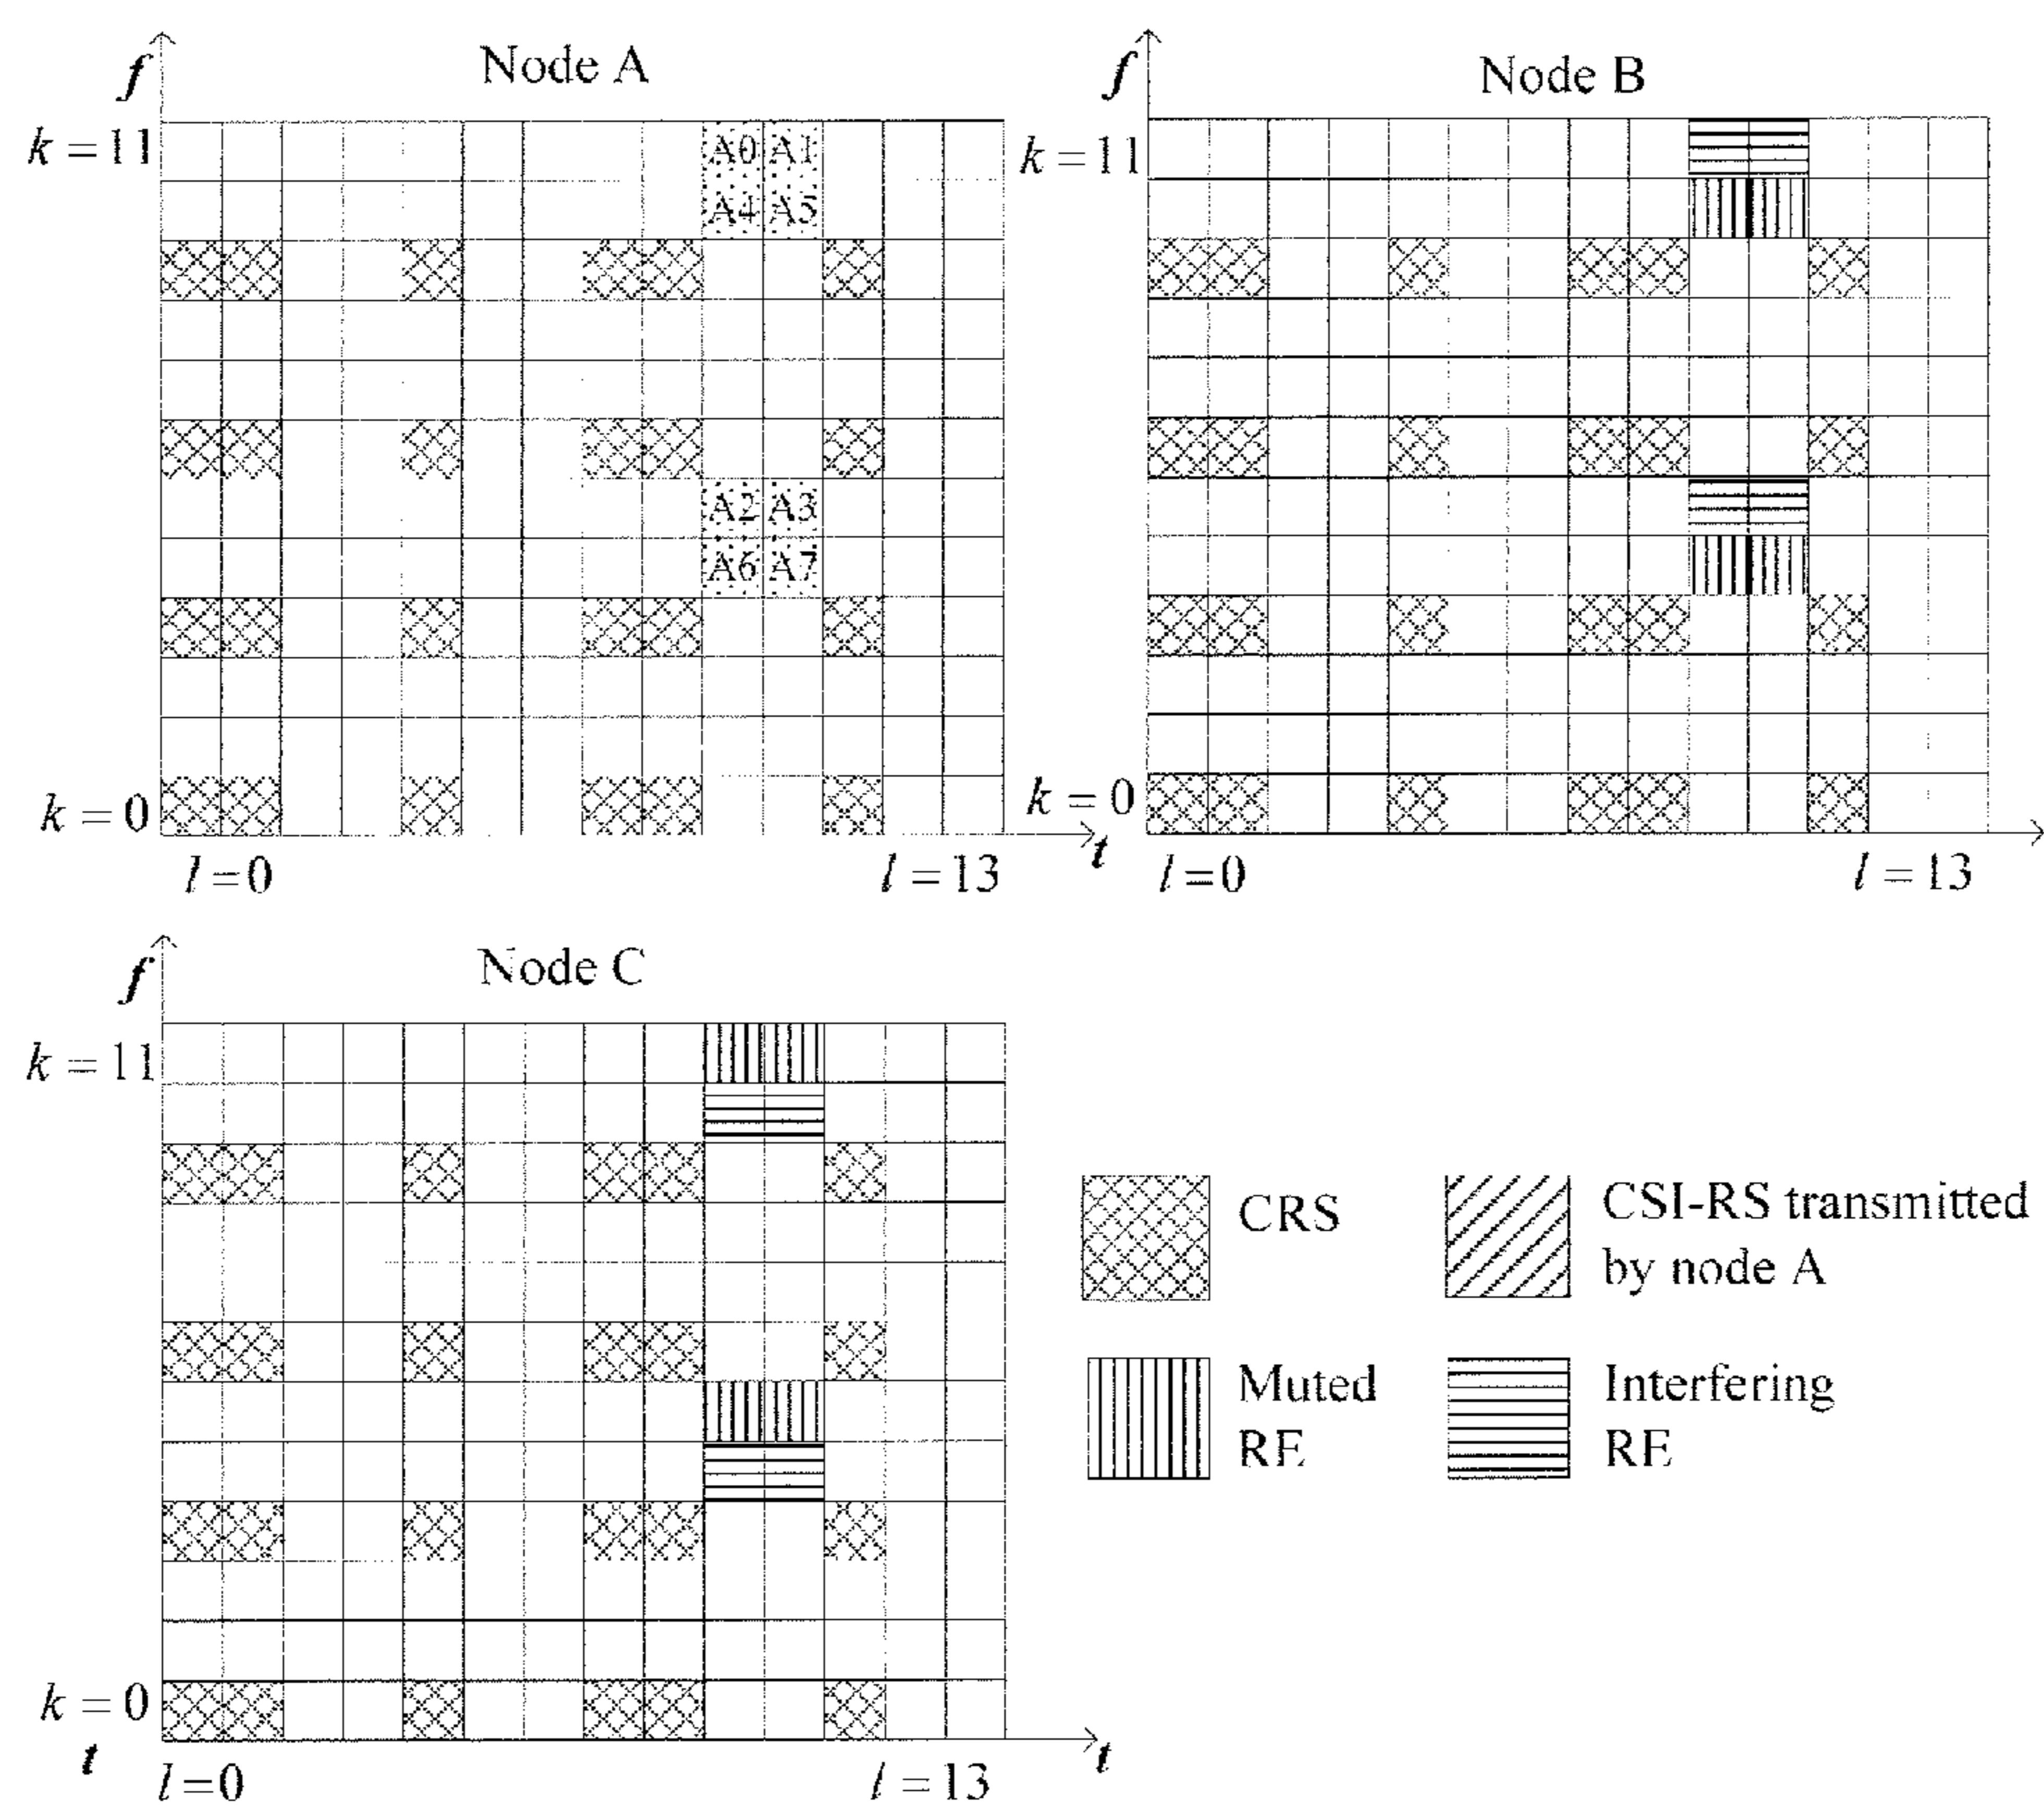 Node A
f
k = 11
A0 A1
A4 A5
A2 A3
A6 A7
k = 0
l = 0
l = 13
t
Node B
f
k = 11
k = 0
l = 0
l = 13
Node C
f
k = 11
k = 0
t
l = 0
l = 13
t
CRS
CSI-RS transmitted
by node A
Muted
RE
Interfering
RE